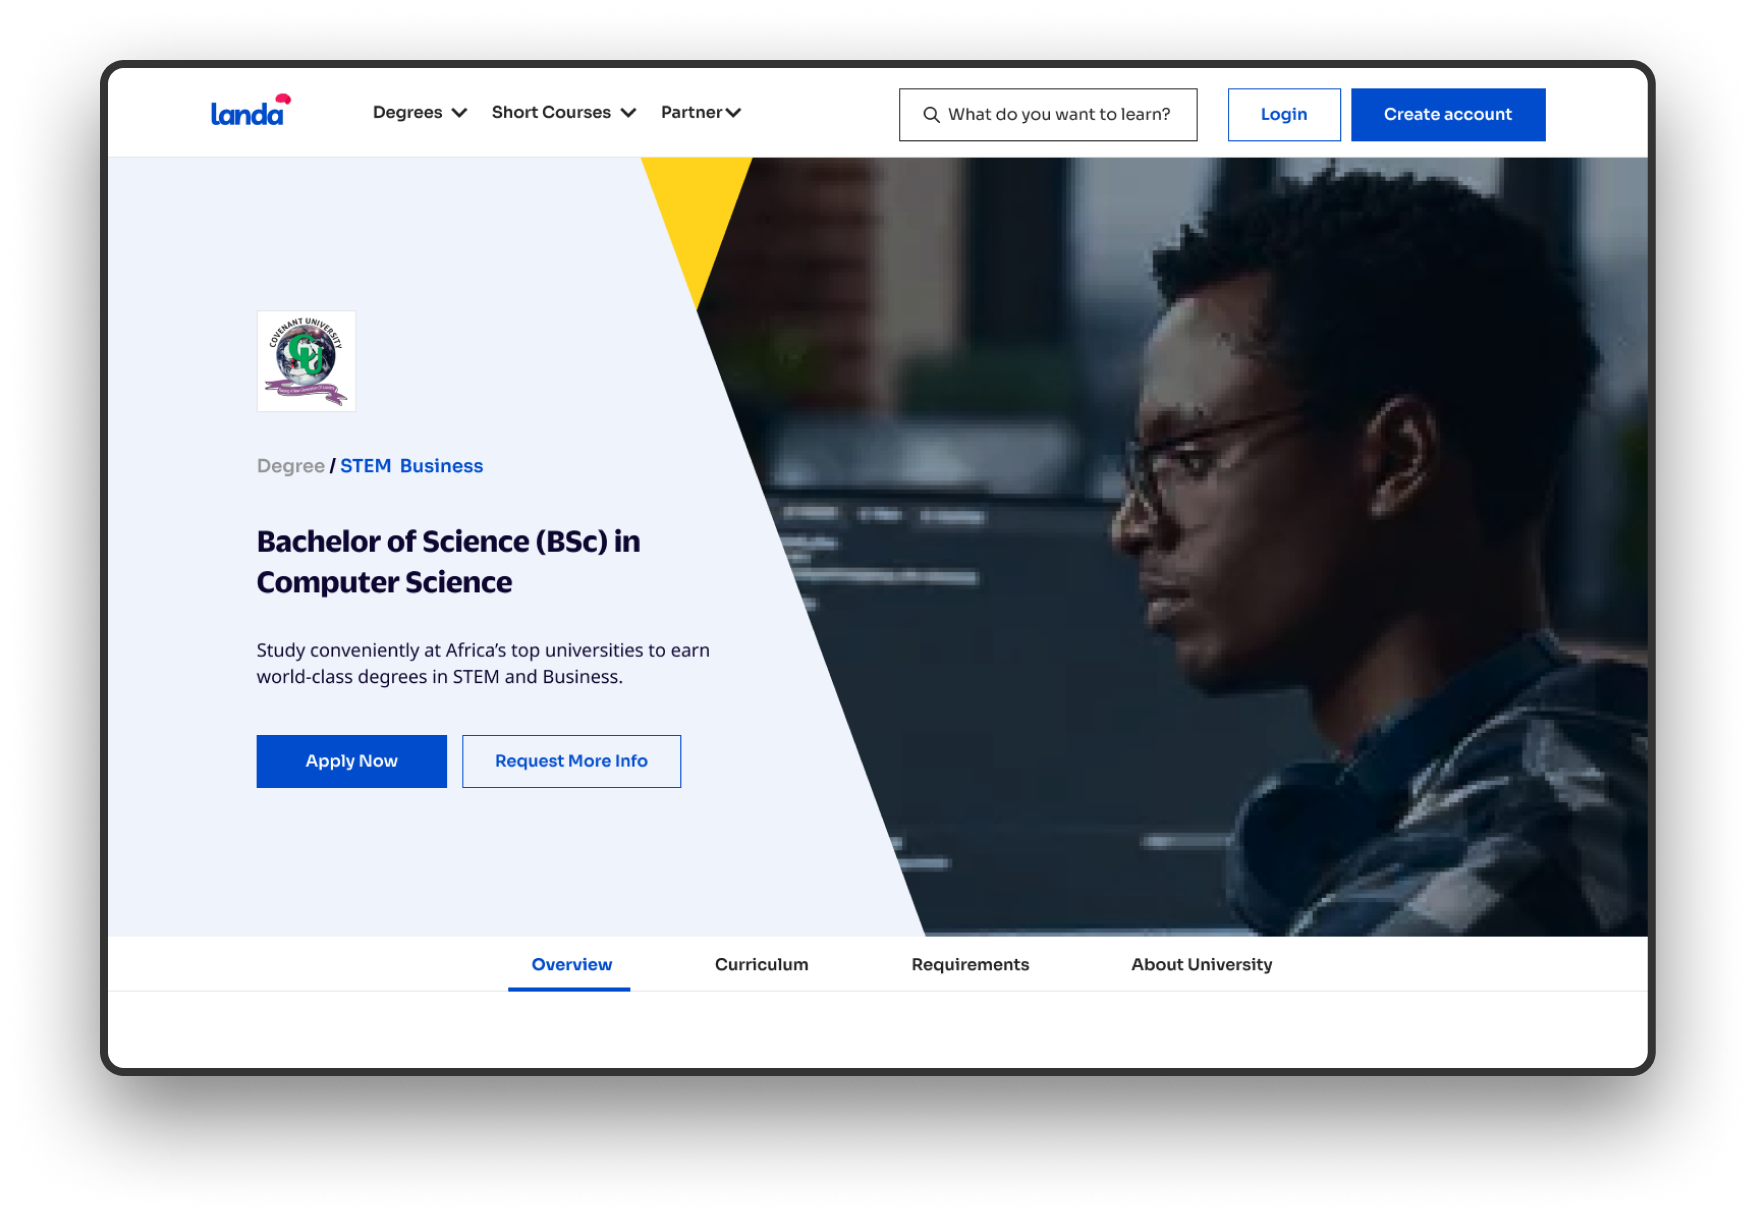 landa
Degrees
Short Courses
Partner
What do you want to learn?
Login
Create account
COVENANT UNIVERSITY
CU
Degree / STEM Business
Bachelor of Science (BSc) in
Computer Science
Study conveniently at Africa’s top universities to earn
world-class degrees in STEM and Business.
Apply Now
Request More Info
Overview
Curriculum
Requirements
About University